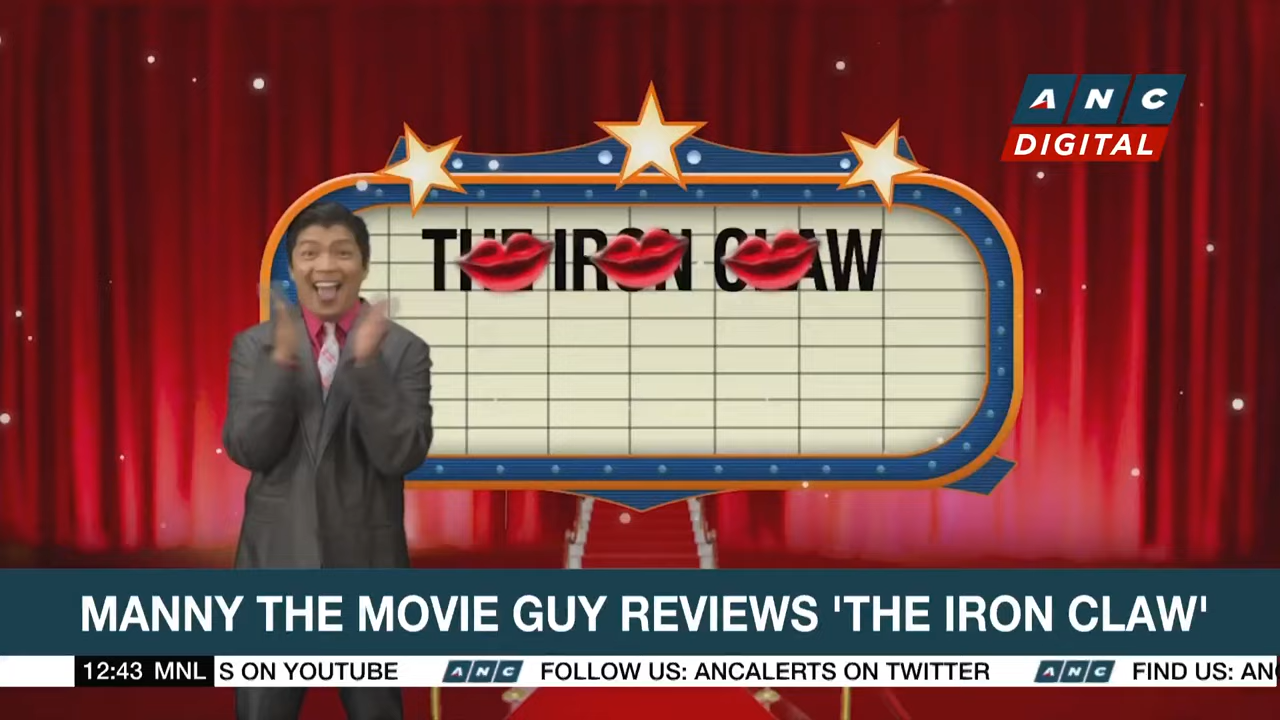 ANC
DIGITAL
THE IRON CLAW
MANNY THE MOVIE GUY REVIEWS 'THE IRON CLAW'
12:43 MNL S ON YOUTUBE ANC FOLLOW US: ANCALERTS ON TWITTER ANC FIND US: AN